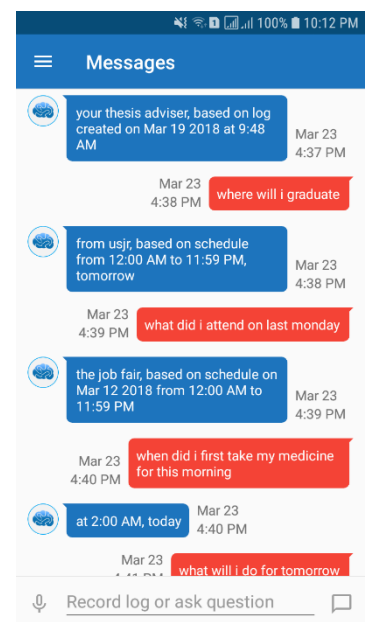 1 100% 10:12 PM
Messages
your thesis adviser, based on log
created on Mar 19 2018 at 9:48
AM
Mar 23
4:37 PM
Mar 23
4:38 PM
where will i graduate
from usjr, based on schedule
from 12:00 AM to 11:59 PM,
tomorrow
Mar 23
4:38 PM
Mar 23
4:39 PM
what did i attend on last monday
the job fair, based on schedule on
Mar 12 2018 from 12:00 AM to
11:59 PM
Mar 23
4:39 PM
Mar 23
4:40 PM
when did i first take my medicine
for this morning
at 2:00 AM, today
Mar 23
4:40 PM
Mar 23
4:41 PM
what will i do for tomorrow
Record log or ask question